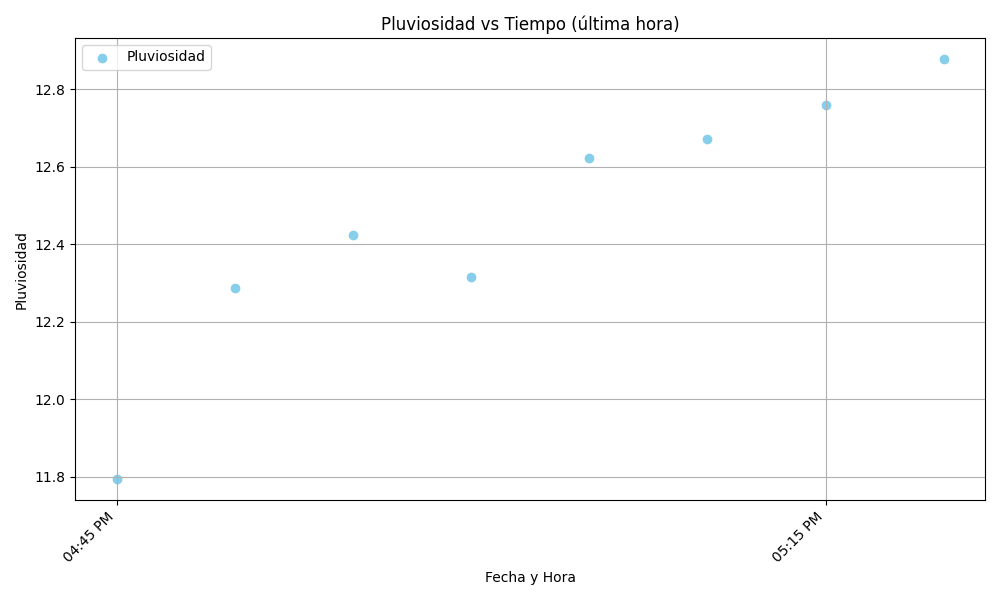 Pluviosidad vs Tiempo (última hora)
Pluviosidad
12.8
12.6
12.4
12.2
12.0
11.8
Pluviosidad
04:45 PM
05:15 PM
Fecha y Hora